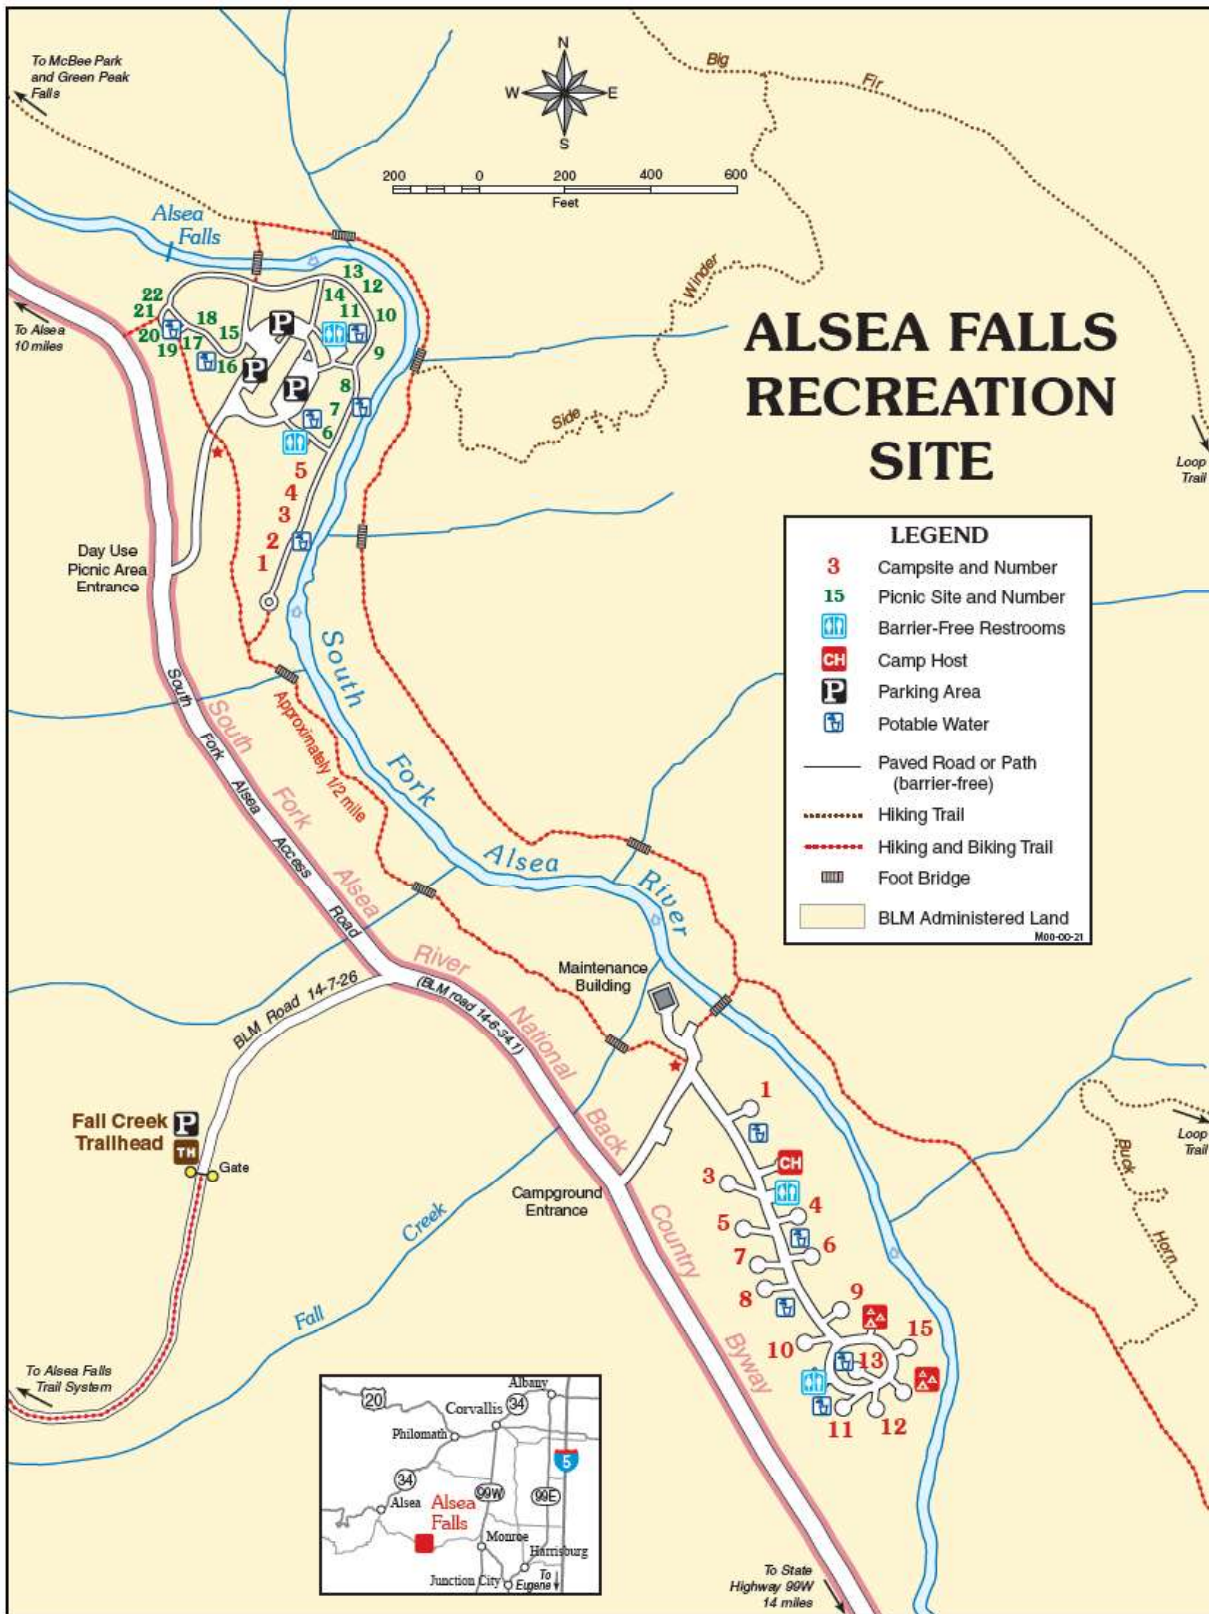 To McBee Park
and Green Peak
Falls
N
W
E
S
200
0
200
400
600
Feet
Big
Fir
Alsea
Falls
Winder
Side
To Alsea
10 miles
22
21
20
19
18
17
16
15
14
13
12
11
10
9
8
7
6
P
P
P
5
4
3
2
1
ALSEA FALLS
RECREATION
SITE
Loop
Trail
Day Use
Picnic Area
Entrance
LEGEND
3 Campsite and Number
15 Picnic Site and Number
Barrier-Free Restrooms
CH Camp Host
P Parking Area
Potable Water
Paved Road or Path
(barrier-free)
Hiking Trail
Hiking and Biking Trail
Foot Bridge
BLM Administered Land
M00-00-21
South Fork Alsea River
Approximately 1/2 mile
South Fork Alsea Access Road
(BLM road 14-6-34.1)
South Fork Alsea River National Back Country Byway
Maintenance
Building
BLM Road 14-7-26
Fall Creek
Trailhead
P
TH
Gate
Campground
Entrance
1
CH
3
4
5
6
7
8
9
10
15
13
11
12
Loop
Trail
Buck
Horn
Fall
Creek
To Alsea Falls
Trail System
20
Albany
Corvallis
34
Philomath
5
34
99W
99E
Alsea
Alsea
Falls
Monroe
Harrisburg
Junction City
To
Eugene
To State
Highway 99W
14 miles